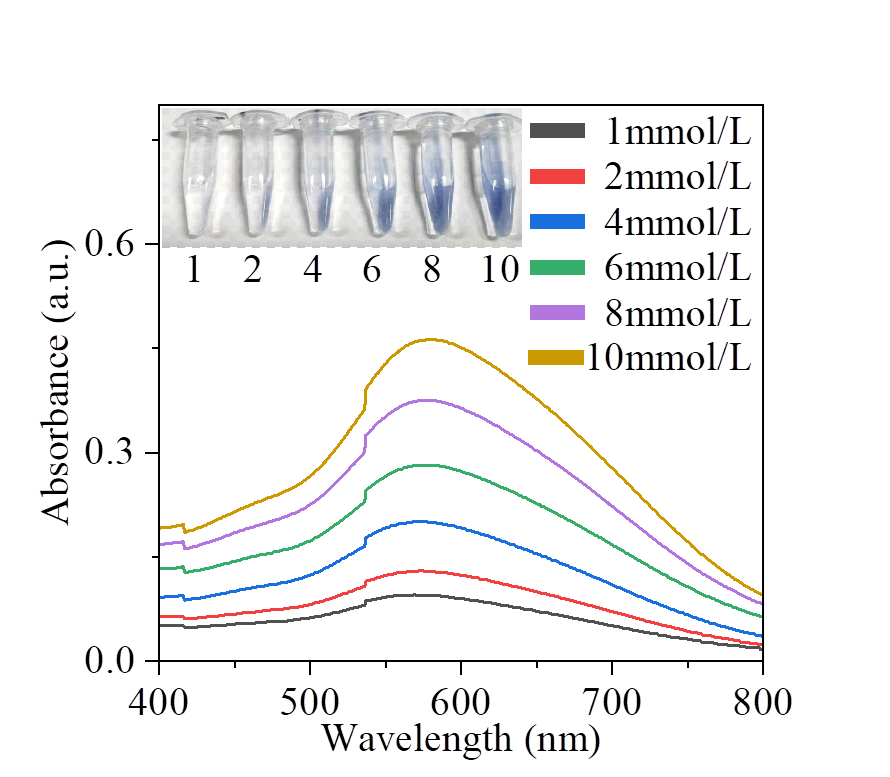 1mmol/L
2mmol/L
4mmol/L
6mmol/L
8mmol/L
10mmol/L
1 2 4 6 8 10
Absorbance (a.u.)
0.6
0.3
0.0
400 500 600 700 800
Wavelength (nm)